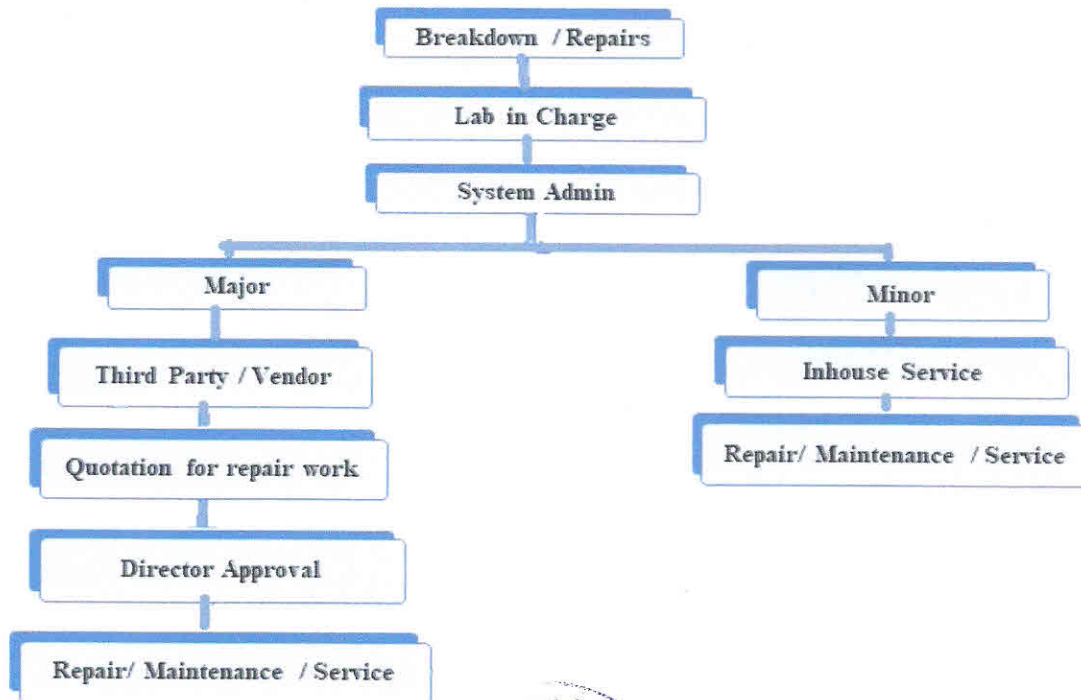 Breakdown / Repairs
Lab in Charge
System Admin
Major
Minor
Third Party / Vendor
Inhouse Service
Quotation for repair work
Repair/ Maintenance / Service
Director Approval
Repair/ Maintenance / Service